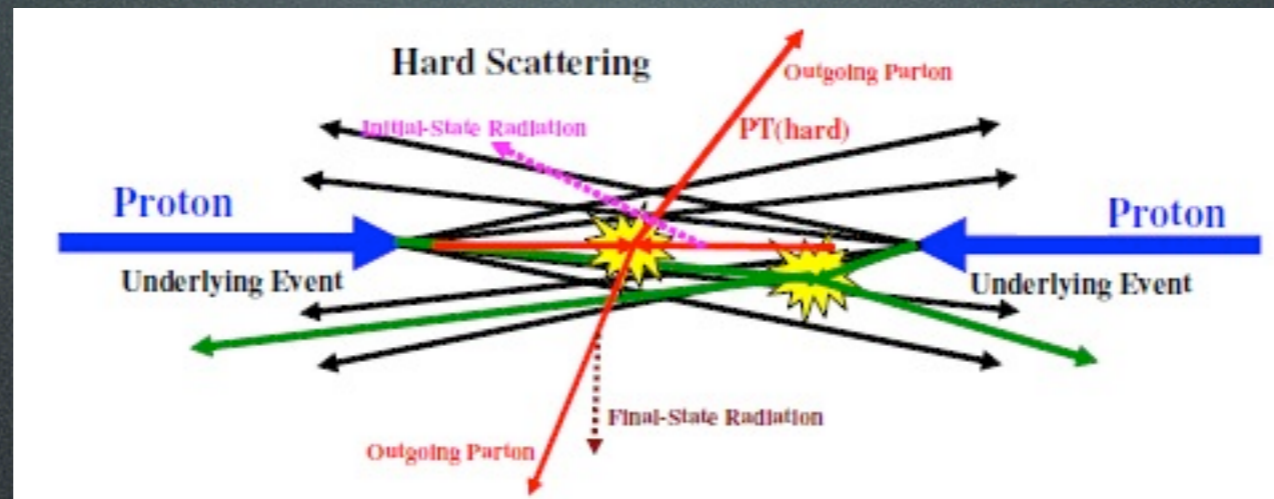 Hard Scattering
Outgoing Parton
Initial-State Radiation
PT(hard)
Proton
Proton
Underlying Event
Underlying Event
Final-State Radiation
Outgoing Parton